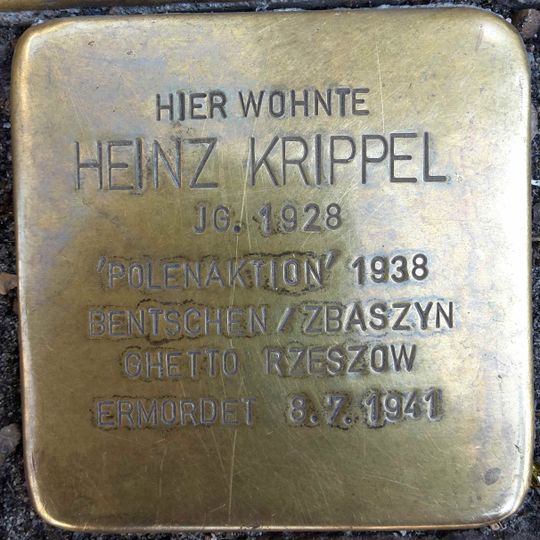 HIER WOHNTE
HEINZ KRIPPEL
JG. 1928
'POLENAKTION' 1938
BENTSCHEN / ZBASZYN
GHETTO RZESZOW
ERMORDET 8.7.1941